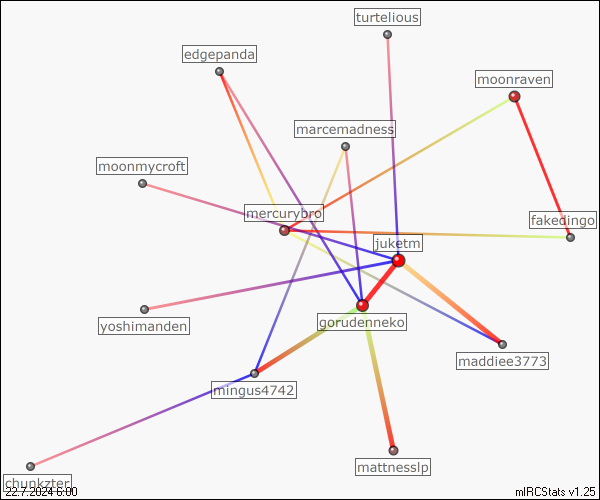 turtelious
edgepanda
moonraven
marcemadness
moonmycroft
mercurybro
fakedingo
juketm
gorudenneko
yoshimanden
maddiee3773
mingus4742
mattnesslp
chunkzter
22.7.2024 6:00
mIRCStats v1.25